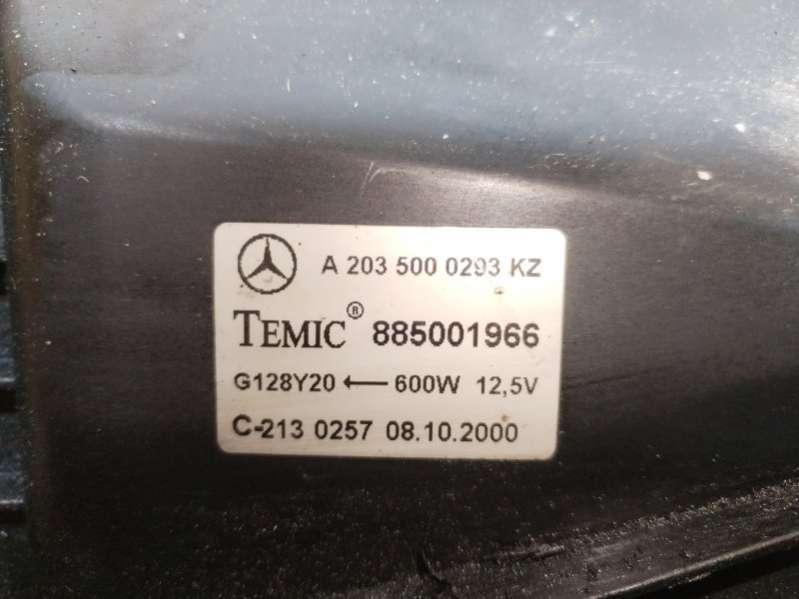 A 203 500 0293 KZ
TEMIC® 885001966
G128Y20 ← 600W 12,5V
C-213 0257 08.10.2000